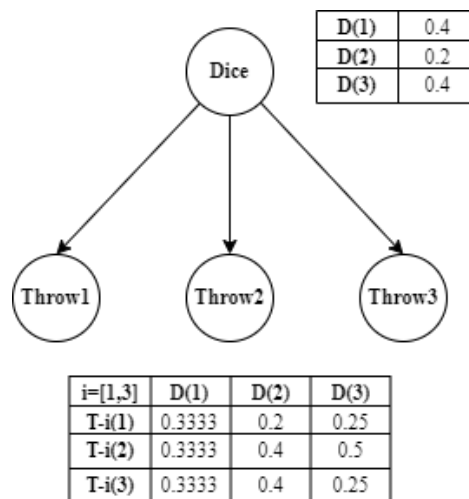 Dice
D(1) 0.4
D(2) 0.2
D(3) 0.4
Throw1 Throw2 Throw3
i=[1,3] D(1) D(2) D(3)
T-i(1) 0.3333 0.2 0.25
T-i(2) 0.3333 0.4 0.5
T-i(3) 0.3333 0.4 0.25